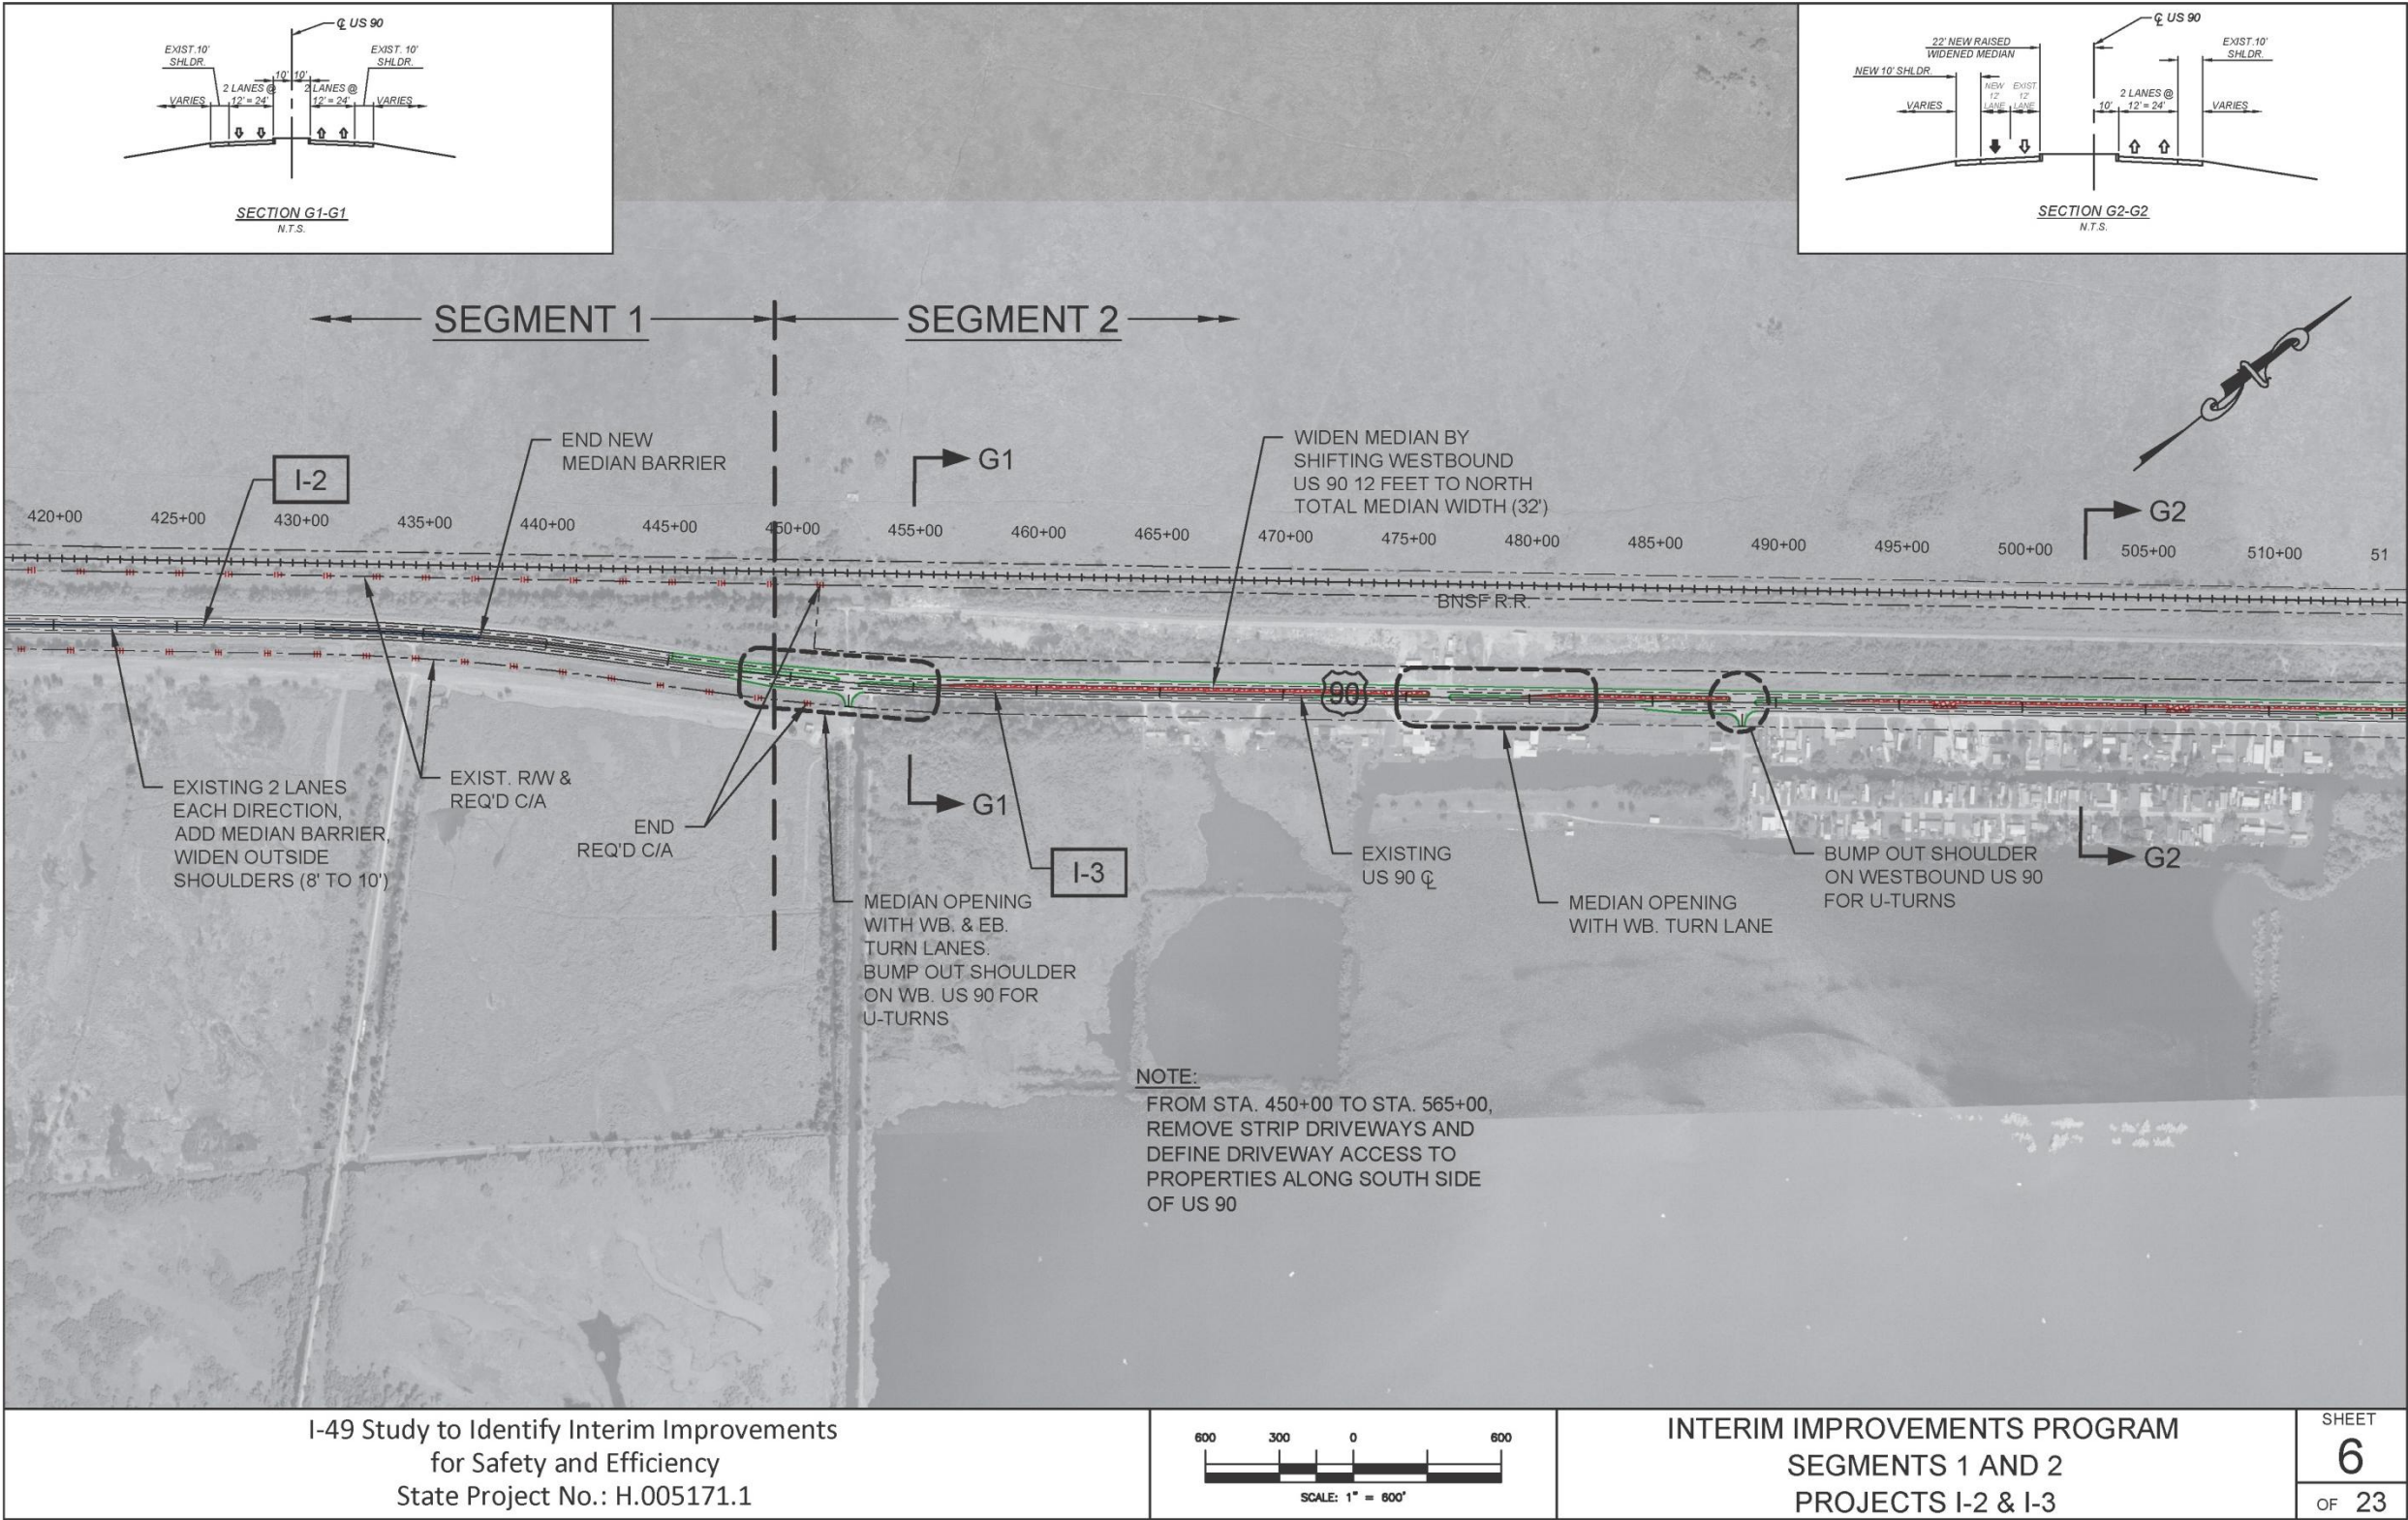 ℄ US 90
EXIST.10'
SHLDR.
EXIST. 10'
SHLDR.
10' 10'
2 LANES @
12' = 24'
2 LANES @
12' = 24'
VARIES
VARIES
SECTION G1-G1
N.T.S.
℄ US 90
22' NEW RAISED
WIDENED MEDIAN
EXIST.10'
SHLDR.
NEW 10' SHLDR.
NEW
12'
LANE
EXIST.
12'
LANE
2 LANES @
12' = 24'
10'
VARIES
VARIES
SECTION G2-G2
N.T.S.
SEGMENT 1
SEGMENT 2
I-2
END NEW
MEDIAN BARRIER
G1
WIDEN MEDIAN BY
SHIFTING WESTBOUND
US 90 12 FEET TO NORTH
TOTAL MEDIAN WIDTH (32')
G2
420+00 425+00 430+00 435+00 440+00 445+00 450+00 455+00 460+00 465+00 470+00 475+00 480+00 485+00 490+00 495+00 500+00 505+00 510+00 51
BNSF R.R.
90
EXISTING 2 LANES
EACH DIRECTION,
ADD MEDIAN BARRIER,
WIDEN OUTSIDE
SHOULDERS (8' TO 10')
EXIST. R/W &
REQ'D C/A
END
REQ'D C/A
G1
I-3
MEDIAN OPENING
WITH WB. & EB.
TURN LANES.
BUMP OUT SHOULDER
ON WB. US 90 FOR
U-TURNS
EXISTING
US 90 ℄
MEDIAN OPENING
WITH WB. TURN LANE
BUMP OUT SHOULDER
ON WESTBOUND US 90
FOR U-TURNS
G2
NOTE:
FROM STA. 450+00 TO STA. 565+00,
REMOVE STRIP DRIVEWAYS AND
DEFINE DRIVEWAY ACCESS TO
PROPERTIES ALONG SOUTH SIDE
OF US 90
I-49 Study to Identify Interim Improvements
for Safety and Efficiency
State Project No.: H.005171.1
600 300 0 600
SCALE: 1" = 600'
INTERIM IMPROVEMENTS PROGRAM
SEGMENTS 1 AND 2
PROJECTS I-2 & I-3
SHEET
6
OF 23